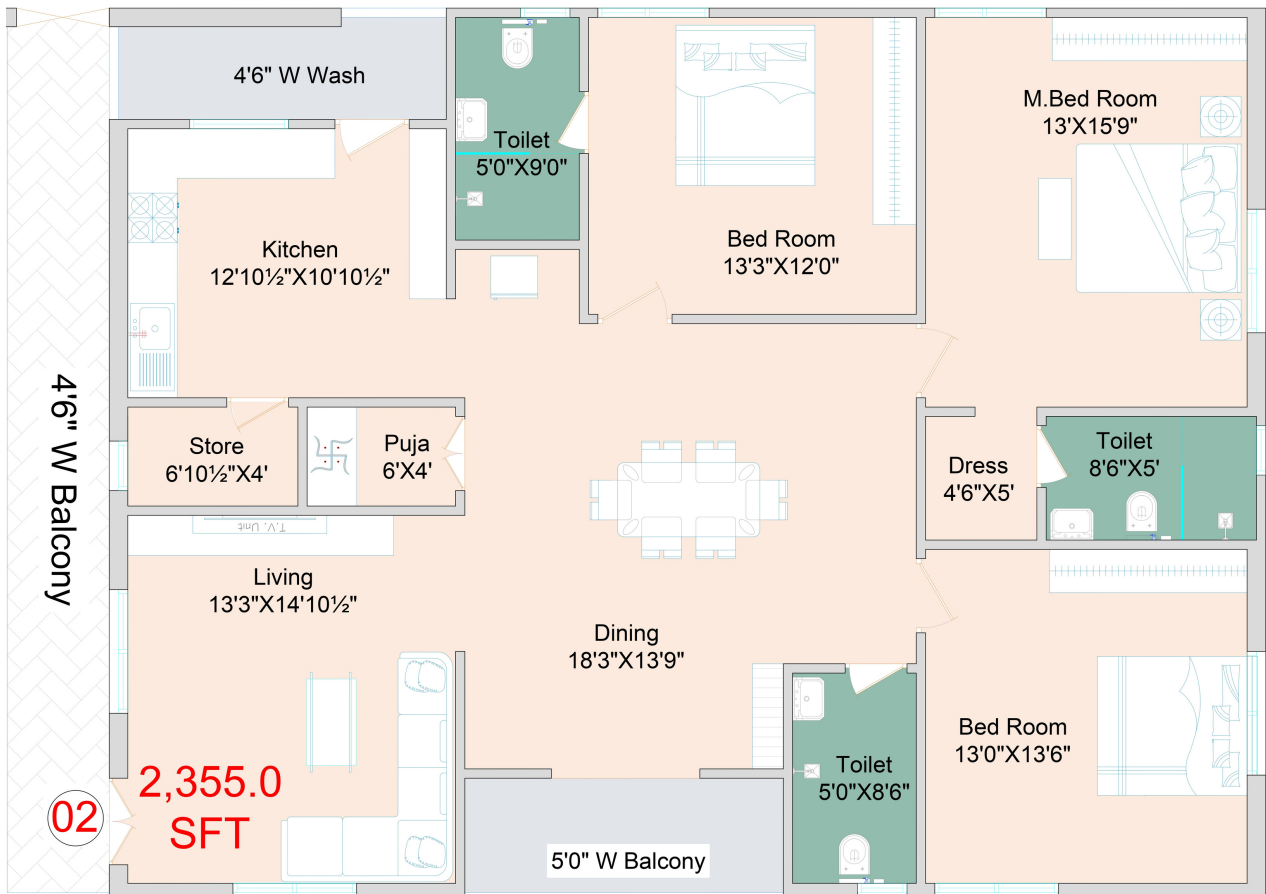 4'6" W Wash
Toilet
5'0"X9'0"
M.Bed Room
13'X15'9"
Bed Room
13'3"X12'0"
Kitchen
12'10½"X10'10½"
4'6" W Balcony
Store
6'10½"X4'
Puja
6'X4'
Dress
4'6"X5'
Toilet
8'6"X5'
T.V. Unit
Living
13'3"X14'10½"
Dining
18'3"X13'9"
Bed Room
13'0"X13'6"
Toilet
5'0"X8'6"
2,355.0
SFT
02
5'0" W Balcony